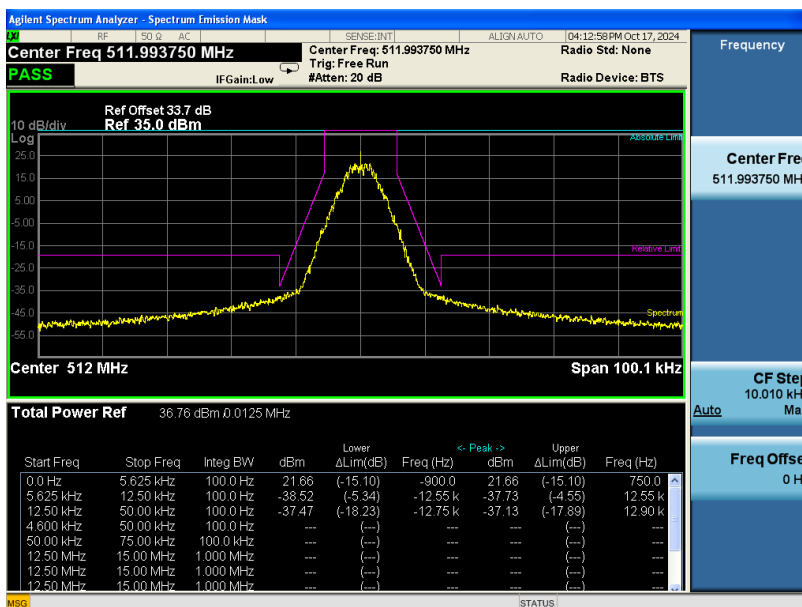 Agilent Spectrum Analyzer - Spectrum Emission Mask
LXI RF 50 Ω AC SENSE:INT ALIGN AUTO 04:12:58 PM Oct 17, 2024
Center Freq 511.993750 MHz
Center Freq: 511.993750 MHz
Radio Std: None
Trig: Free Run
PASS
IFGain:Low
#Atten: 20 dB
Radio Device: BTS
Frequency
Ref Offset 33.7 dB
10 dB/div Ref 35.0 dBm
Log
Absolute Limit
25.0
15.0
5.00
-5.00
-15.0
Relative Limit
-25.0
-35.0
-45.0
Spectrum
-55.0
Center 512 MHz
Span 100.1 kHz
Center Fre
511.993750 MH
CF Step
10.010 kH
Auto Ma
Freq Offse
0 H
Total Power Ref 36.76 dBm / 0.0125 MHz
Lower <- Peak -> Upper
Start Freq Stop Freq Integ BW dBm ΔLim(dB) Freq (Hz) dBm ΔLim(dB) Freq (Hz)
0.0 Hz 5.625 kHz 100.0 Hz 21.66 (-15.10) -900.0 21.66 (-15.10) 750.0
5.625 kHz 12.50 kHz 100.0 Hz -38.52 (-5.34) -12.55 k -37.73 (-4.55) 12.55 k
12.50 kHz 50.00 kHz 100.0 Hz -37.47 (-18.23) -12.75 k -37.13 (-17.89) 12.90 k
4.600 kHz 50.00 kHz 100.0 Hz --- (---) --- --- (---) ---
50.00 kHz 75.00 kHz 100.0 kHz --- (---) --- --- (---) ---
12.50 MHz 15.00 MHz 1.000 MHz --- (---) --- --- (---) ---
12.50 MHz 15.00 MHz 1.000 MHz --- (---) --- --- (---) ---
12.50 MHz 15.00 MHz 1.000 MHz --- (---) --- --- (---) ---
MSG STATUS